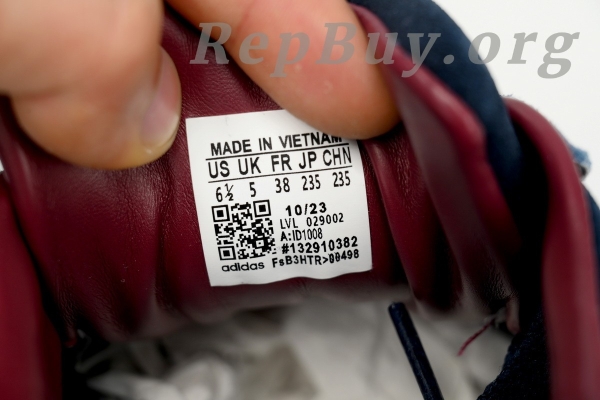 RepBuy.org
MADE IN VIETNAM
US UK FR JP CHN
6½ 5 38 235 235
10/23
LVL 029002
A:ID1008
#132910382
adidas FsB3HTR>00498